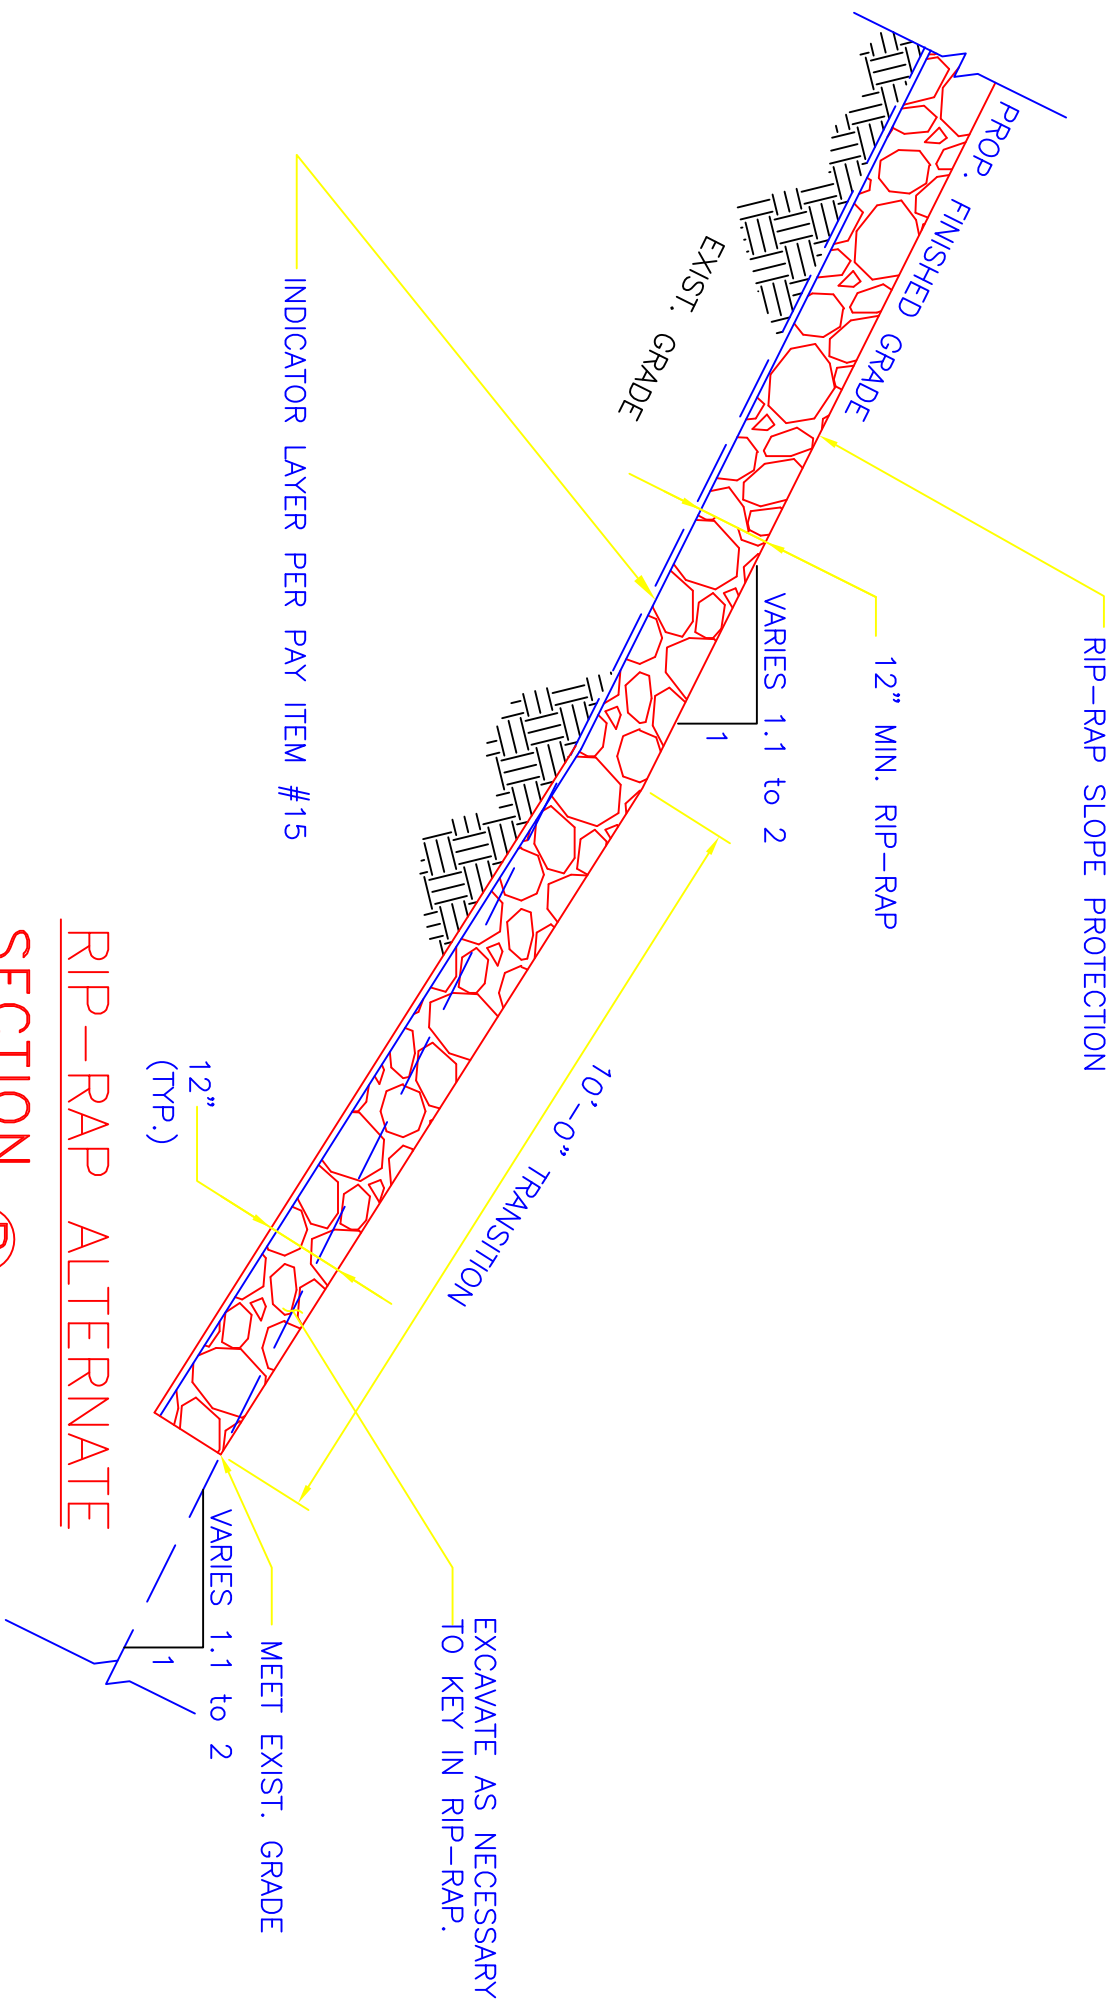 RIP-RAP SLOPE PROTECTION
PROP. FINISHED GRADE
12" MIN. RIP-RAP
VARIES 1.1 to 2
1
EXIST. GRADE
10'-0" TRANSITION
EXCAVATE AS NECESSARY
TO KEY IN RIP-RAP.
INDICATOR LAYER PER PAY ITEM #15
MEET EXIST. GRADE
VARIES 1.1 to 2
1
12"
(TYP.)
RIP-RAP ALTERNATE
SECTION